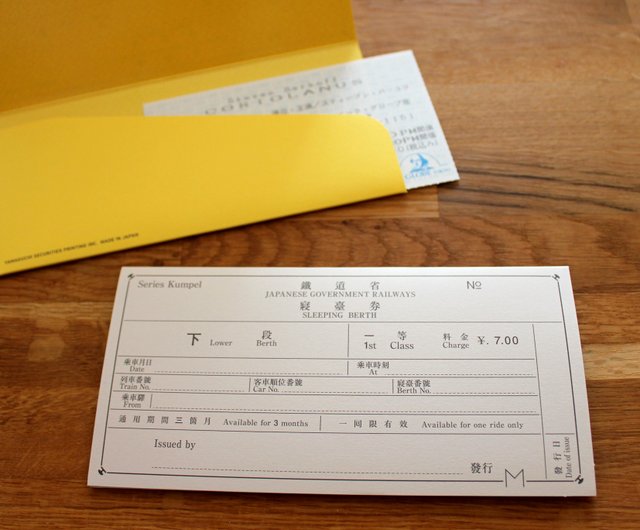 Steven Berkoff
CORIOLANUS
YAMAGUCHI SECURITIES PRINTING INC. MADE IN JAPAN
Series Kumpel
鐵道省
No
JAPANESE GOVERNMENT RAILWAYS
寝臺券
SLEEPING BERTH
下 Lower 段 Berth
一等 1st Class
料金 Charge ¥. 7.00
乘車月日 Date
乘車時刻 At
列車番號 Train No.
客車順位番號 Car No.
寝臺番號 Berth No.
乘車驛 From
通用期間三箇月 Available for 3 months
一回限有效 Available for one ride only
Issued by
發行
M
發行日 Date of issue